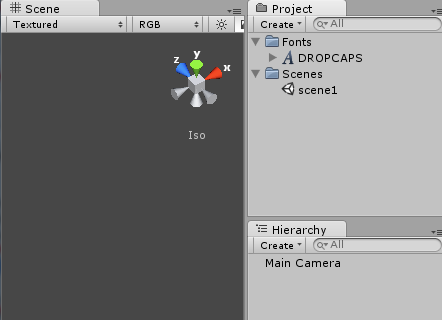 Scene
Textured
RGB
z
y
x
Iso
Project
Create
All
Fonts
DROPCAPS
Scenes
scene1
Hierarchy
Create
All
Main Camera